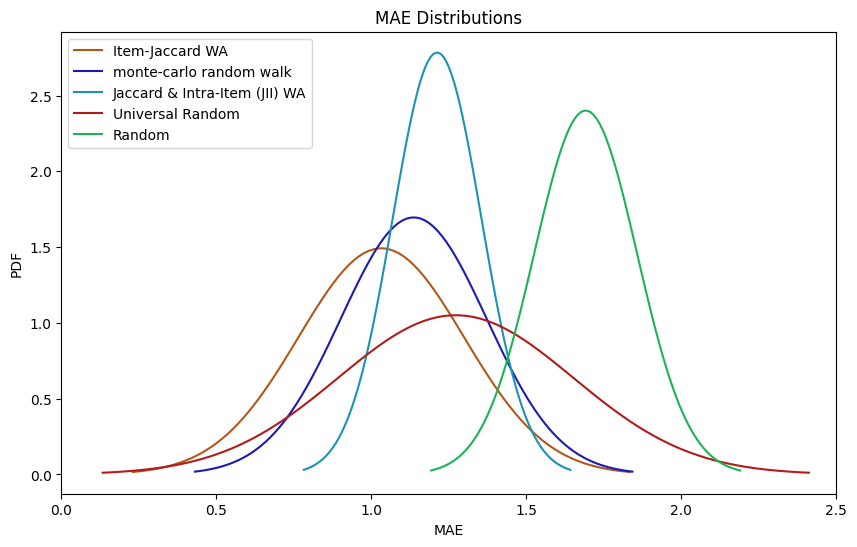 MAE Distributions
Item-Jaccard WA
monte-carlo random walk
Jaccard & Intra-Item (JII) WA
Universal Random
Random
2.5
2.0
1.5
1.0
0.5
0.0
PDF
0.0 0.5 1.0 1.5 2.0 2.5
MAE